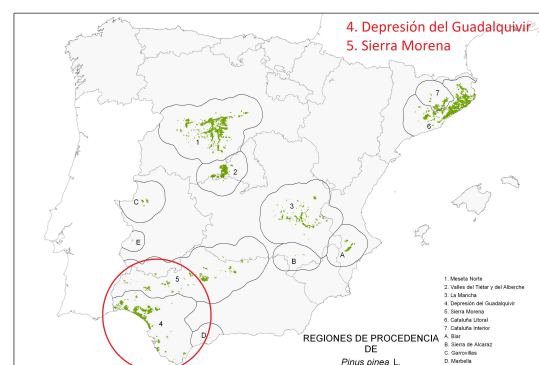 4. Depresión del Guadalquivir
5. Sierra Morena
7
6
1
2
C
3
E
A
B
5
4
D
1. Meseta Norte
2. Valles del Tiétar y del Alberche
3. La Mancha
4. Depresión del Guadalquivir
5. Sierra Morena
6. Cataluña Litoral
7. Cataluña Interior
A. Biar
B. Sierra de Alcaraz
C. Garrovillas
D. Marbella
REGIONES DE PROCEDENCIA
DE
Pinus pinea L.